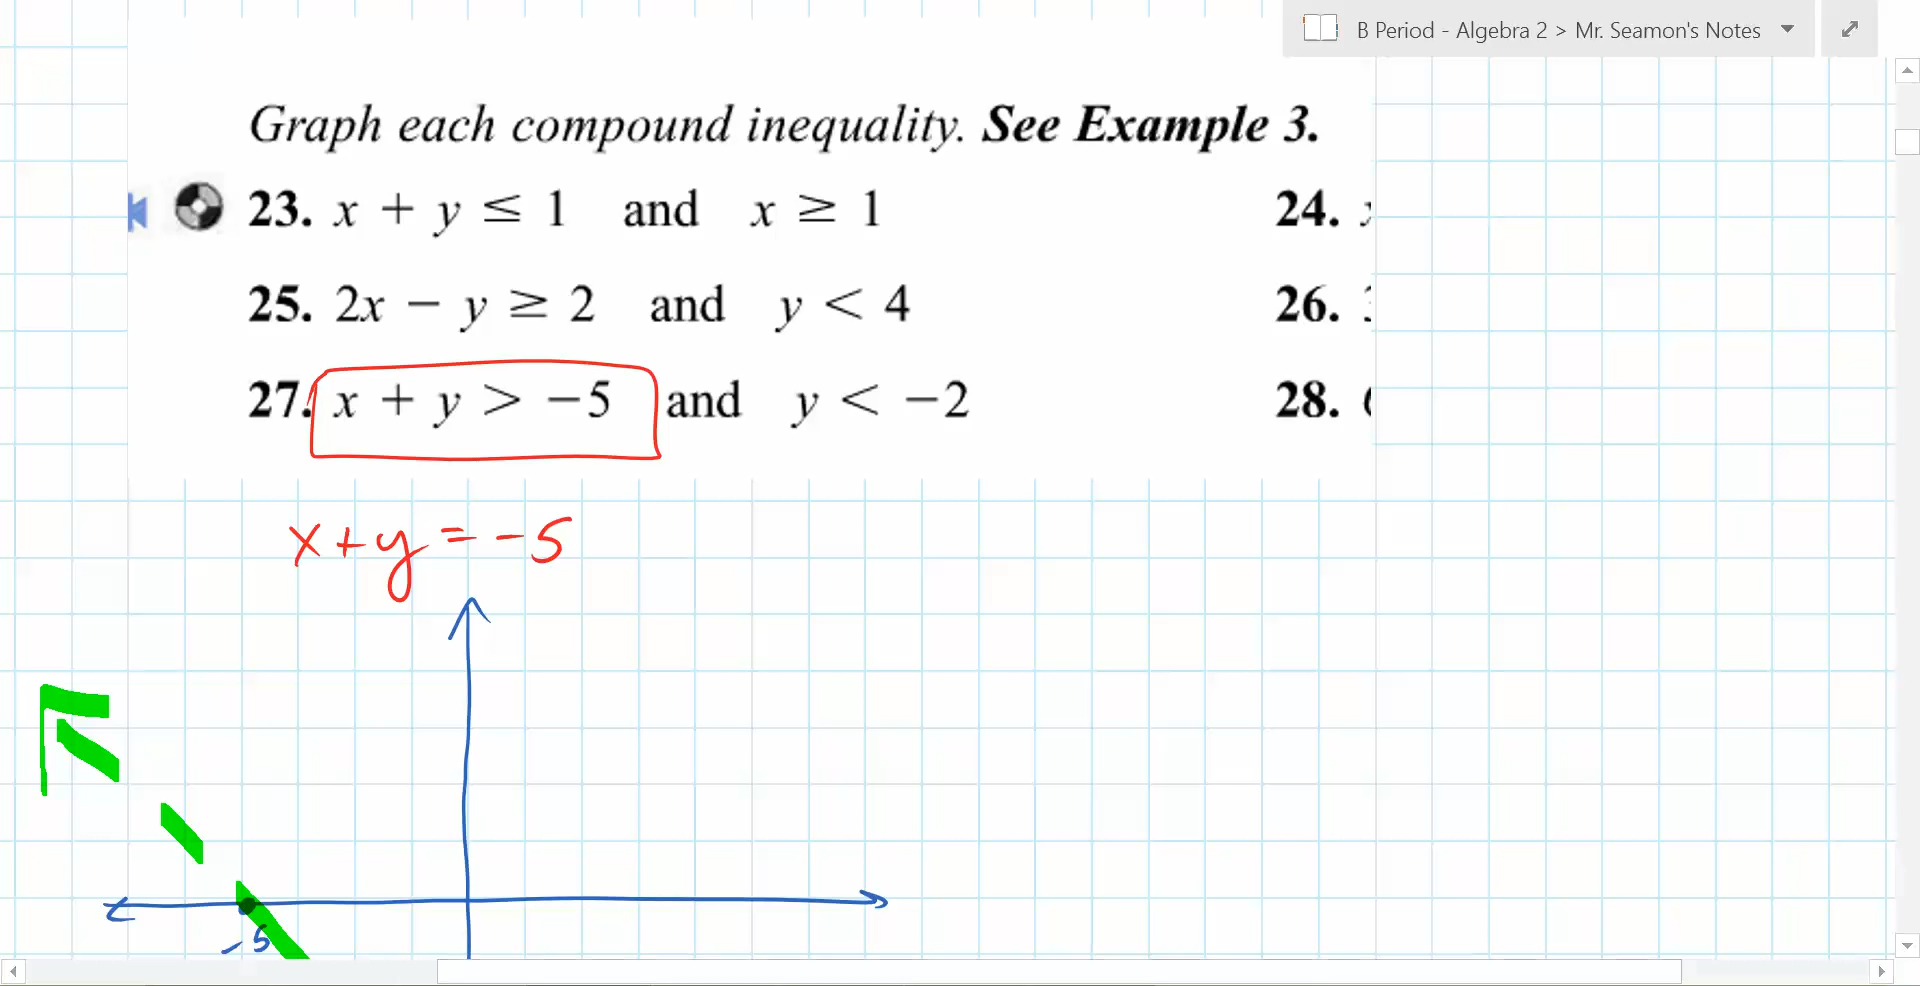 B Period - Algebra 2 > Mr. Seamon's Notes
Graph each compound inequality. See Example 3.
23. x + y ≤ 1 and x ≥ 1 24.
25. 2x − y ≥ 2 and y < 4 26.
27. x + y > −5 and y < −2 28.
x + y = -5
-5